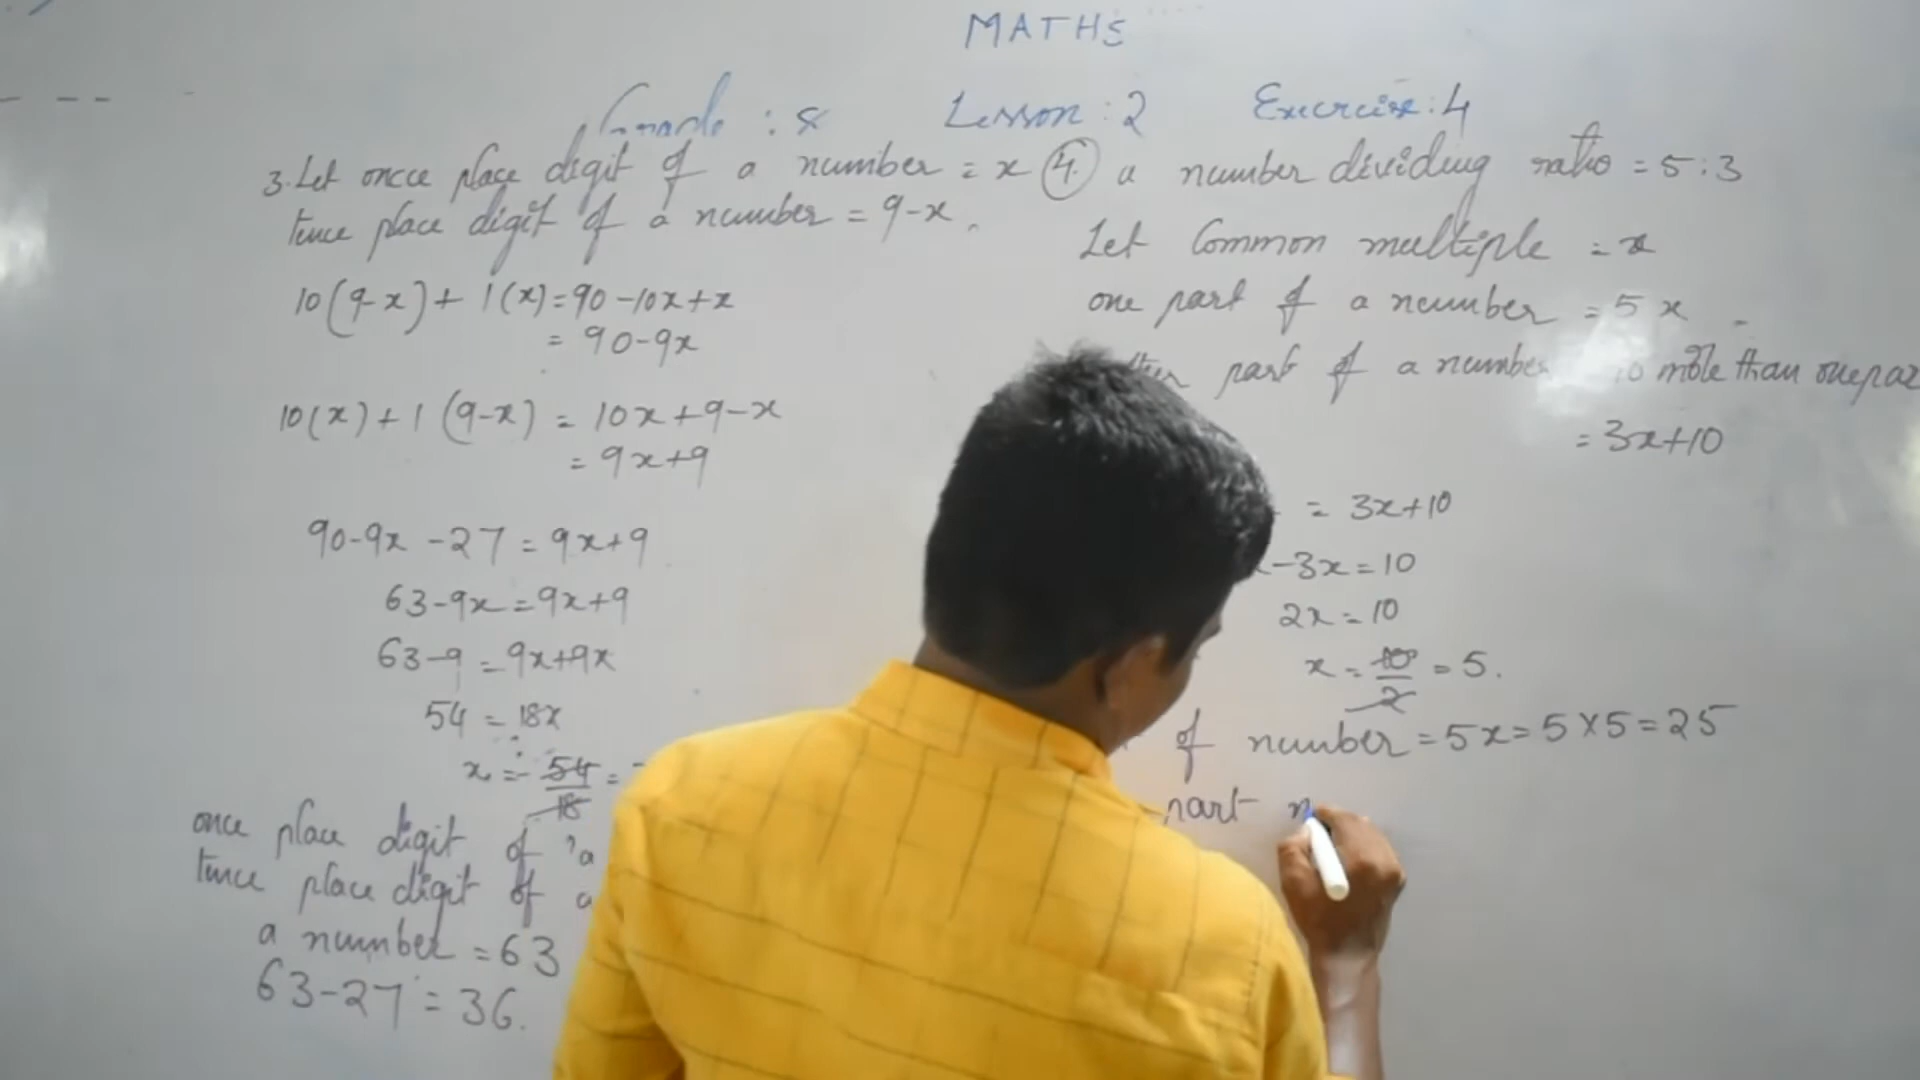 MATHS
Grade : 8 Lesson : 2 Exercise : 4
3. Let once place digit of a number = x
tence place digit of a number = 9-x.
10(9-x)+ 1(x)=90-10x+x
= 90-9x
10(x)+1(9-x) = 10x+9-x
= 9x+9
90-9x -27 = 9x+9
63-9x=9x+9
63-9 = 9x+9x
54 = 18x
x = 54/18 =
once place digit of a
tence place digit of a
a number = 63
63-27 = 36.
4. a number dividing ratio = 5:3
Let Common multiple = x
one part of a number = 5x
part of a number 10 more than one par
= 3x+10
= 3x+10
-3x=10
2x=10
x = 10/2 = 5.
of number = 5x = 5×5 = 25
part n